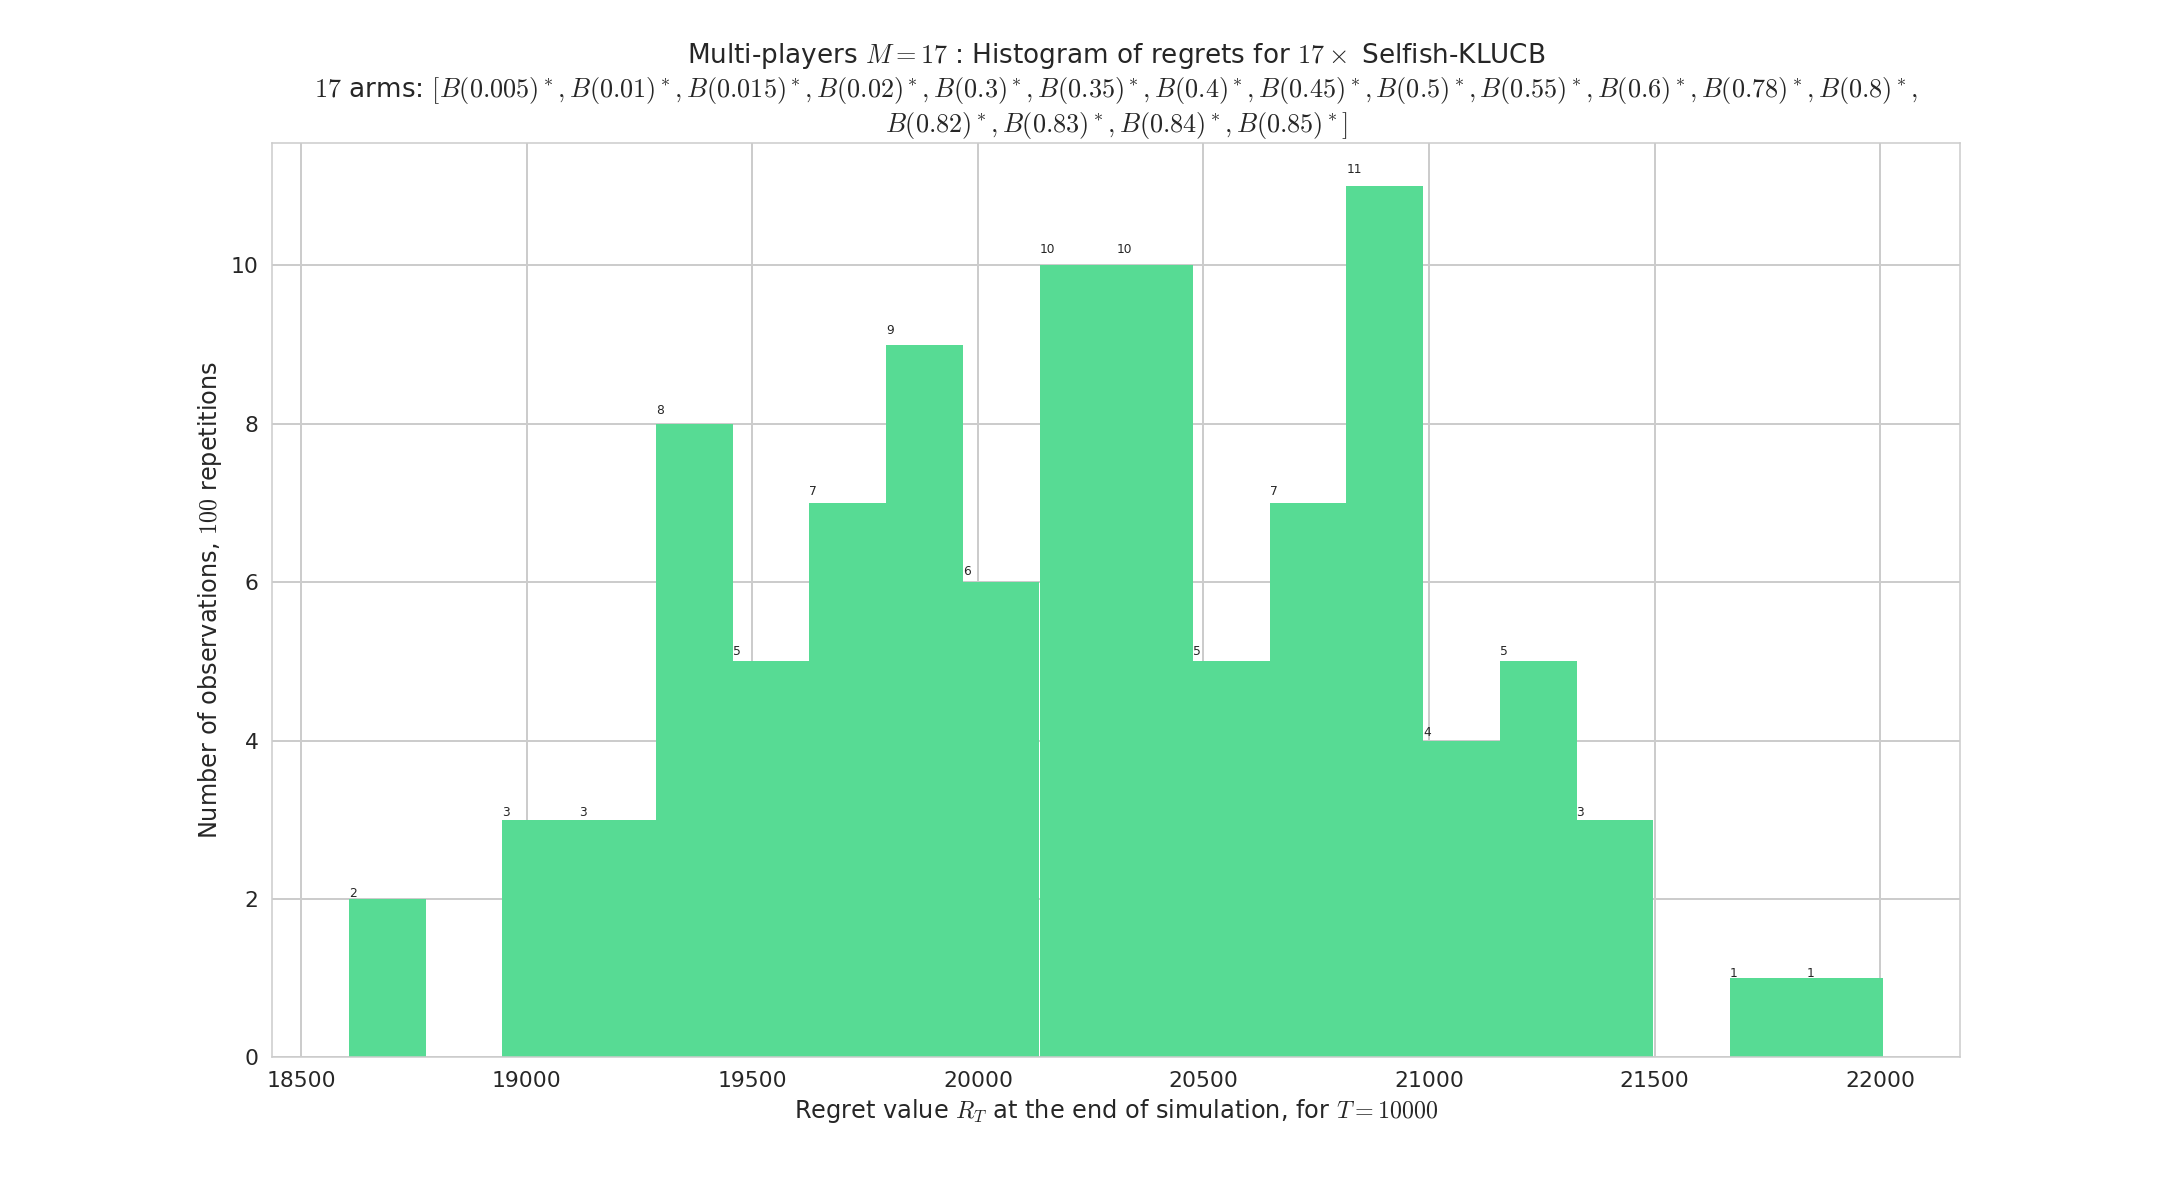 Multi-players M = 17 : Histogram of regrets for 17× Selfish-KLUCB
17 arms: [B(0.005)*, B(0.01)*, B(0.015)*, B(0.02)*, B(0.3)*, B(0.35)*, B(0.4)*, B(0.45)*, B(0.5)*, B(0.55)*, B(0.6)*, B(0.78)*, B(0.8)*,
B(0.82)*, B(0.83)*, B(0.84)*, B(0.85)*]
11
10 10
10
9
8
8
7 7
6
6
5 5 5
4
4
3 3 3
2
2
1 1
0
Number of observations, 100 repetitions
18500 19000 19500 20000 20500 21000 21500 22000
Regret value R_T at the end of simulation, for T = 10000